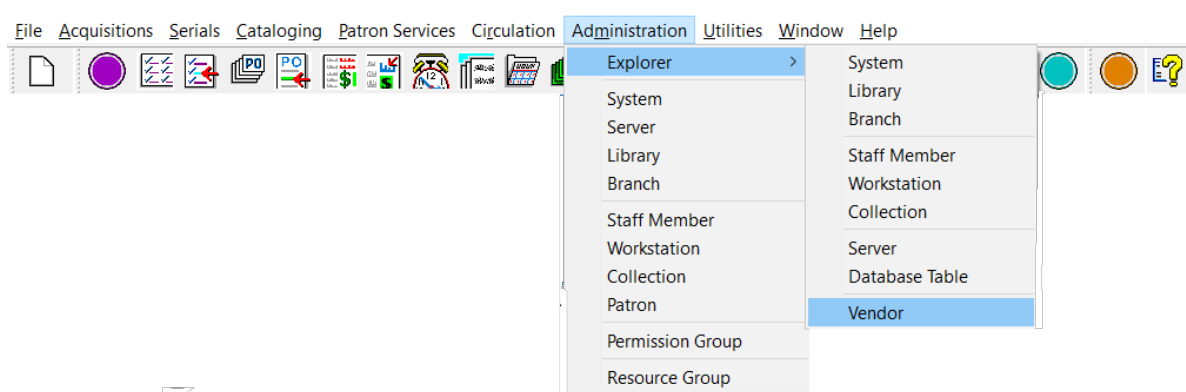 File Acquisitions Serials Cataloging Patron Services Circulation Administration Utilities Window Help
PO PO 12
Explorer >
System
Server
Library
Branch
Staff Member
Workstation
Collection
Patron
Permission Group
Resource Group
System
Library
Branch
Staff Member
Workstation
Collection
Server
Database Table
Vendor